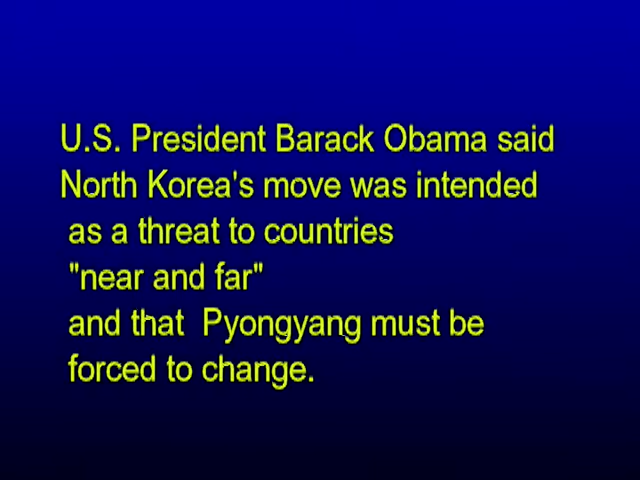 U.S. President Barack Obama said
North Korea's move was intended
as a threat to countries
"near and far"
and that Pyongyang must be
forced to change.